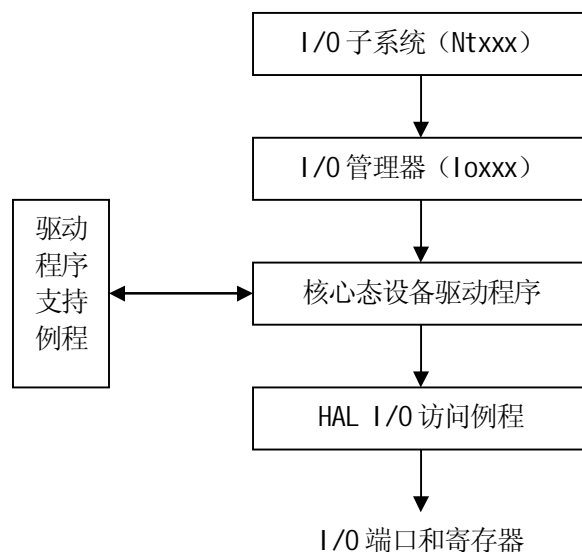 I/O 子系统（Ntxxx）
I/O 管理器（Ioxxx）
驱动
程序
支持
例程
核心态设备驱动程序
HAL I/O 访问例程
I/O 端口和寄存器